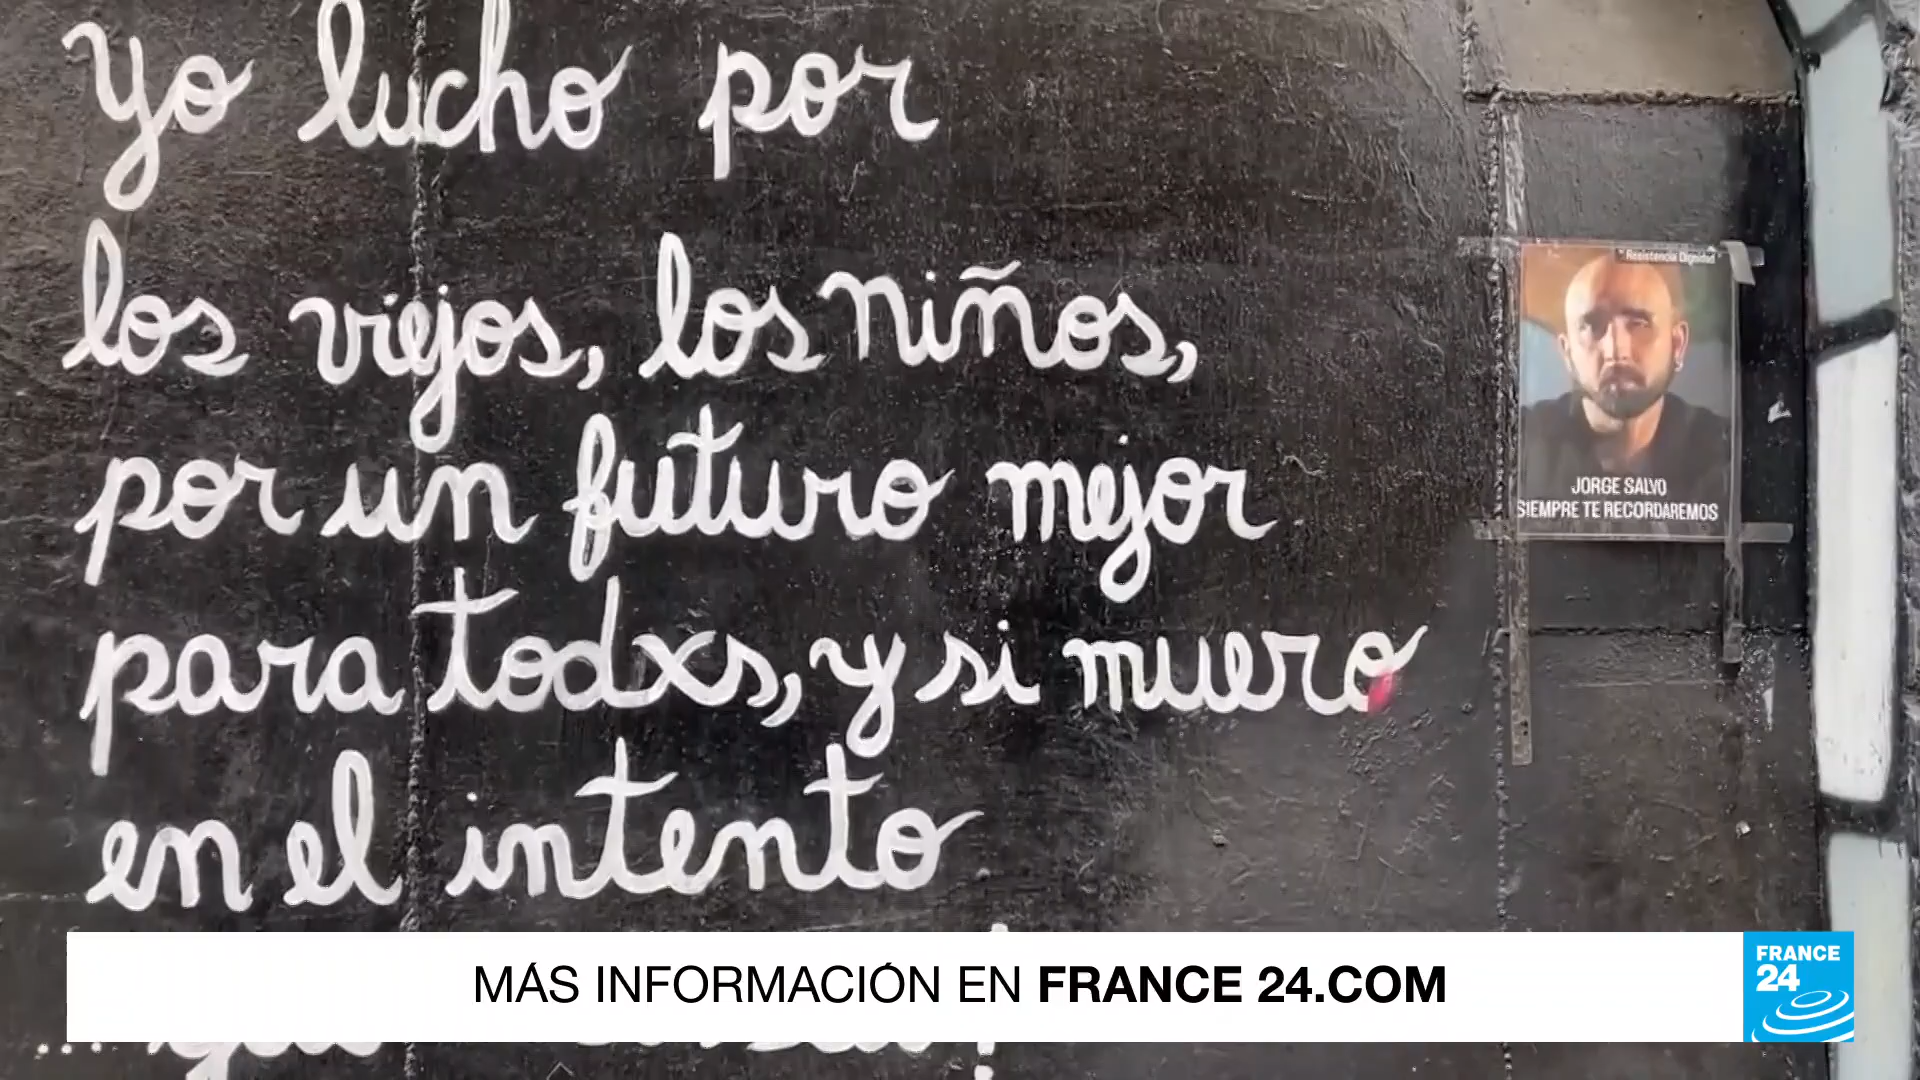 Yo lucho por
los viejos, los niños,
por un futuro mejor
para todxs, y si muero
en el intento
Resistencia Dignidad
JORGE SALVO
SIEMPRE TE RECORDAREMOS
MÁS INFORMACIÓN EN FRANCE 24.COM
FRANCE
24